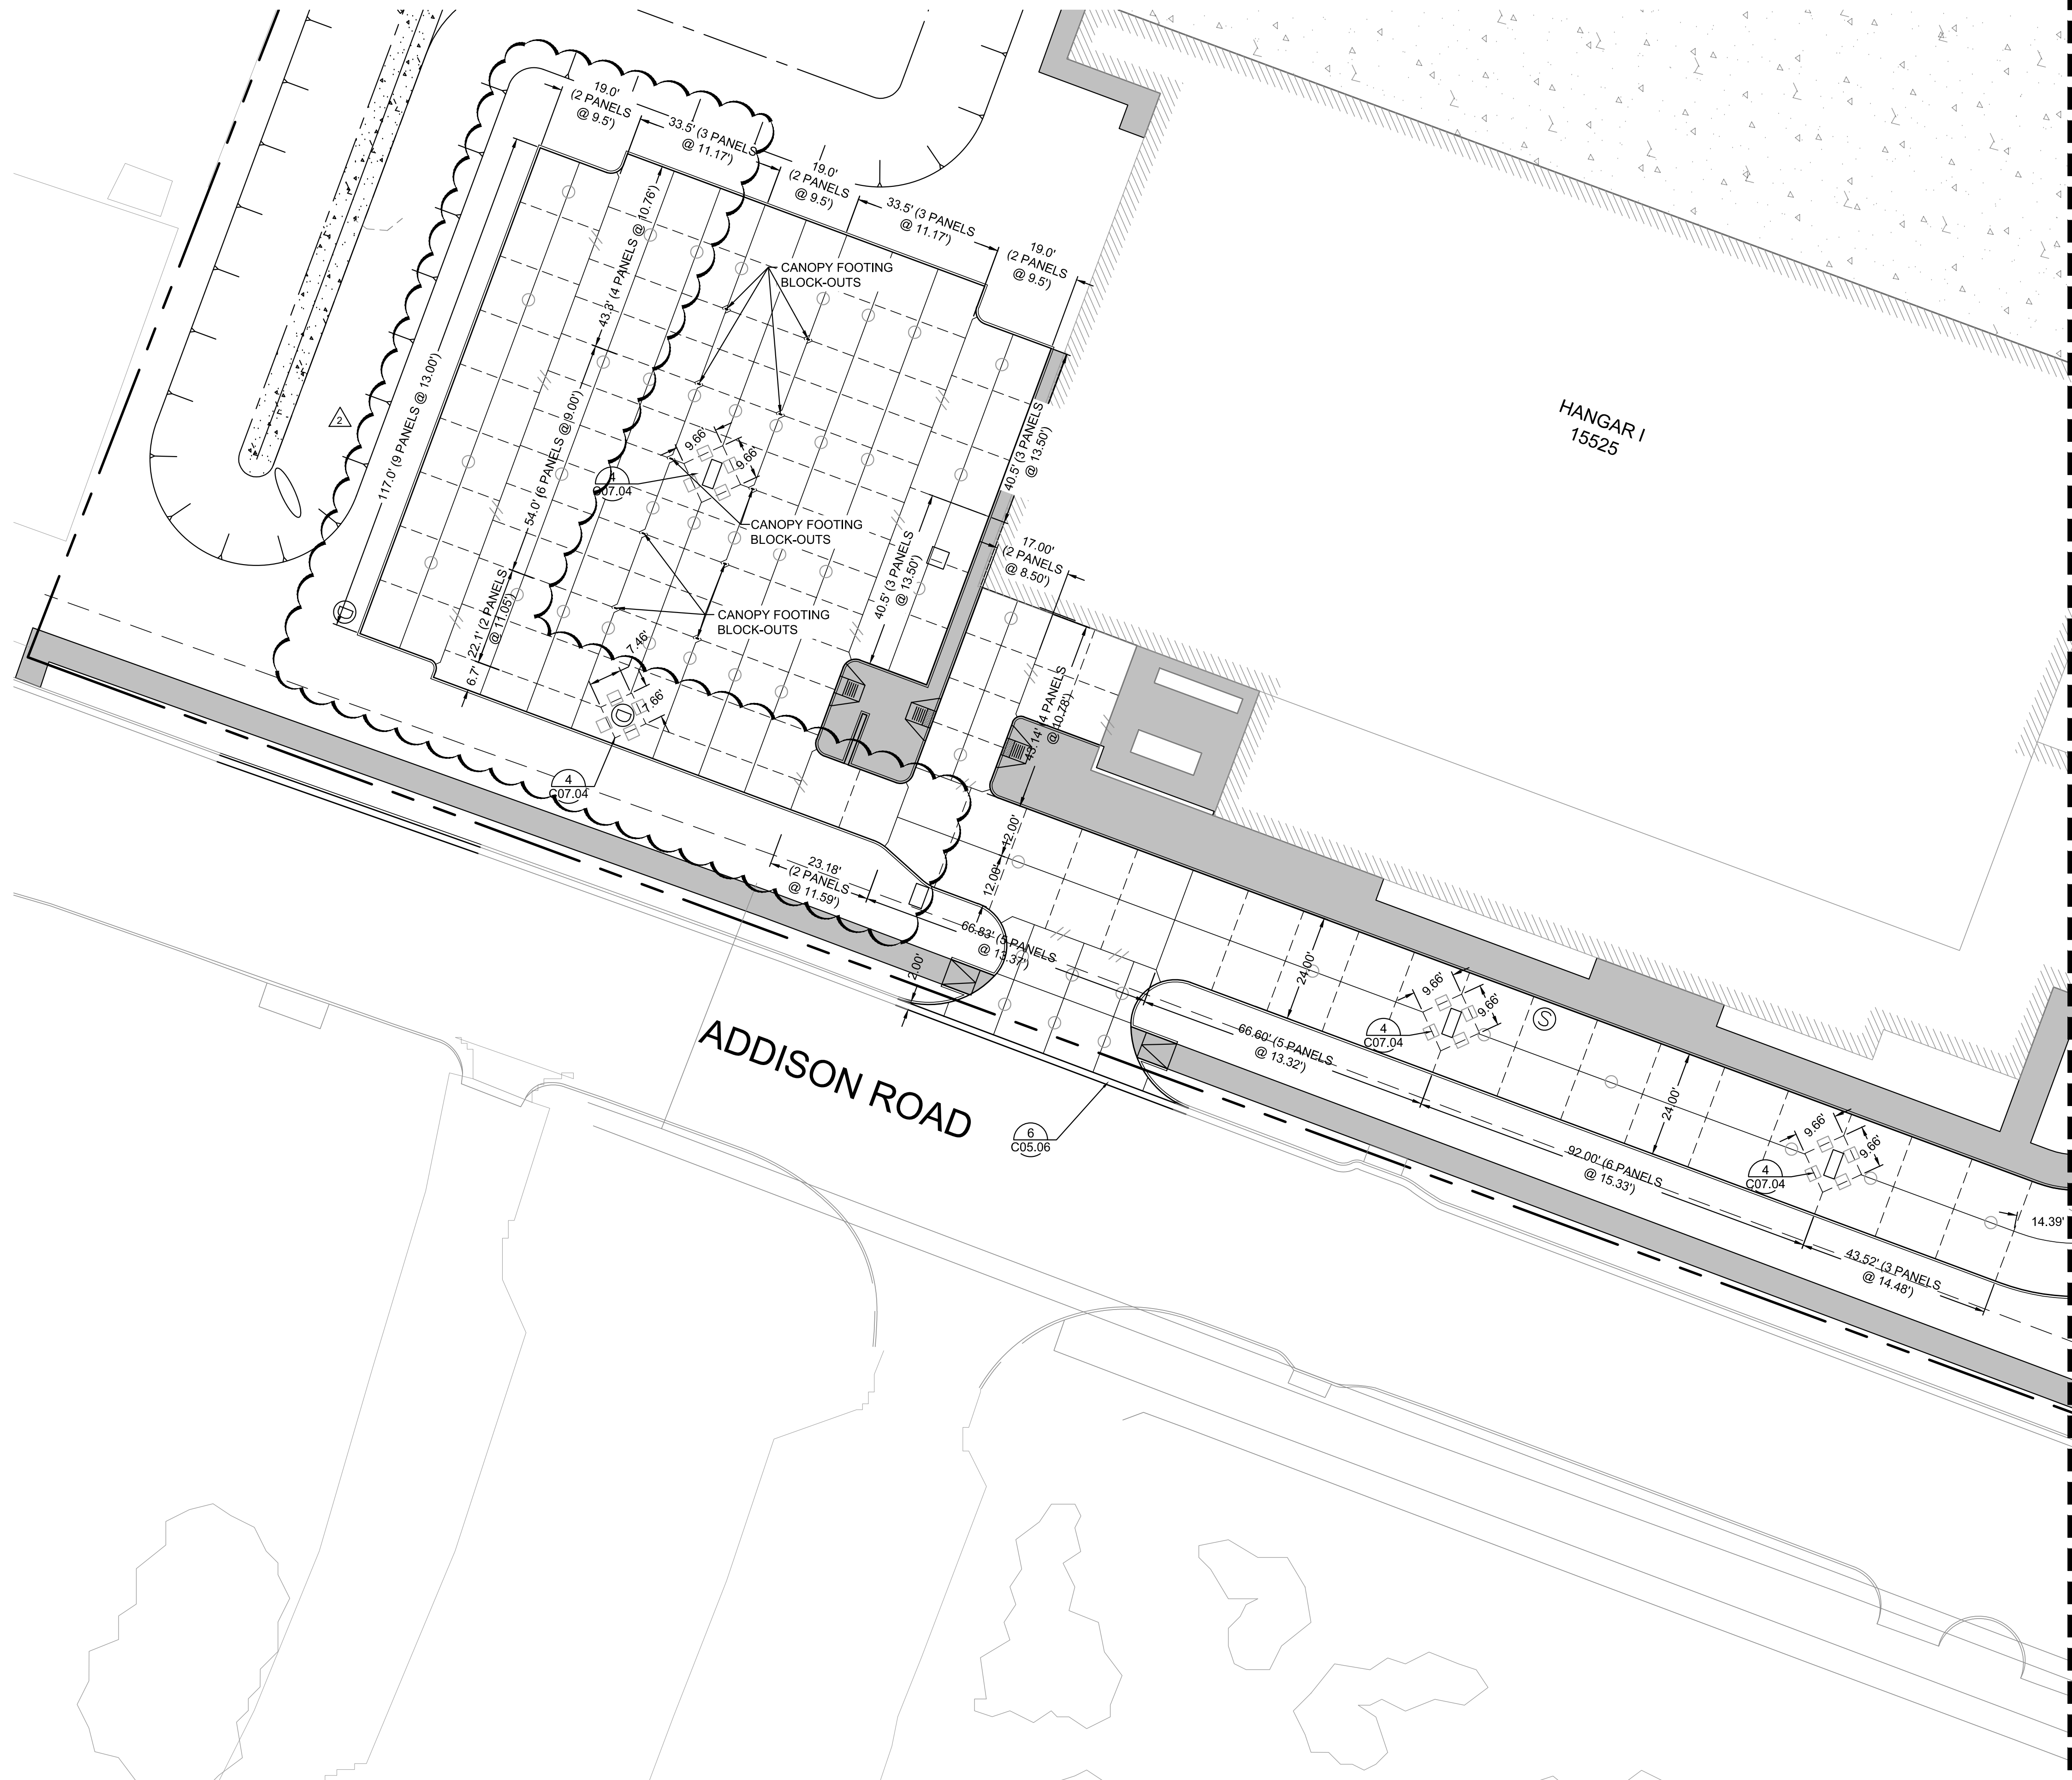 19.0'
(2 PANELS
@ 9.5')
33.5' (3 PANELS
@ 11.17')
19.0'
(2 PANELS
@ 9.5')
33.5' (3 PANELS
@ 11.17')
19.0'
(2 PANELS
@ 9.5')
CANOPY FOOTING
BLOCK-OUTS
43.3' (4 PANELS @ 10.76')
117.0' (9 PANELS @ 13.00')
2
54.0' (6 PANELS @ 9.00')
9.66'
9.66'
4
C07.04
40.5' (3 PANELS
@ 13.50')
HANGAR I
15525
CANOPY FOOTING
BLOCK-OUTS
40.5' (3 PANELS
@ 13.50')
17.00'
(2 PANELS
@ 8.50')
22.1' (2 PANELS
@ 11.05')
6.7'
D
CANOPY FOOTING
BLOCK-OUTS
7.46'
7.66'
D
4
C07.04
43.14' (4 PANELS
@ 10.78')
12.00'
12.00'
23.18'
(2 PANELS
@ 11.59')
66.83' (5 PANELS
@ 13.37')
2.00'
24.00'
9.66'
9.66'
4
C07.04
S
66.60' (5 PANELS
@ 13.32')
ADDISON ROAD
6
C05.06
24.00'
9.66'
9.66'
4
C07.04
92.00' (6 PANELS
@ 15.33')
14.39'
43.52' (3 PANELS
@ 14.48')